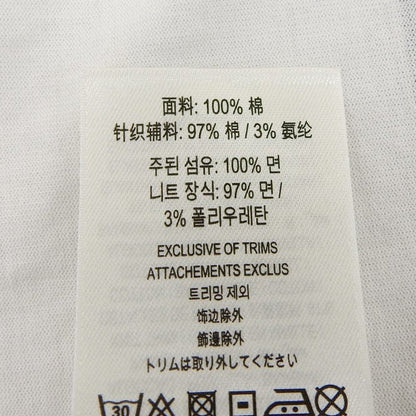 面料: 100% 棉
针织辅料: 97% 棉 / 3% 氨纶
주된 섬유: 100% 면
니트 장식: 97% 면 /
3% 폴리우레탄
EXCLUSIVE OF TRIMS
ATTACHEMENTS EXCLUS
트리밍 제외
饰边除外
飾邊除外
トリムは取り外してください
30